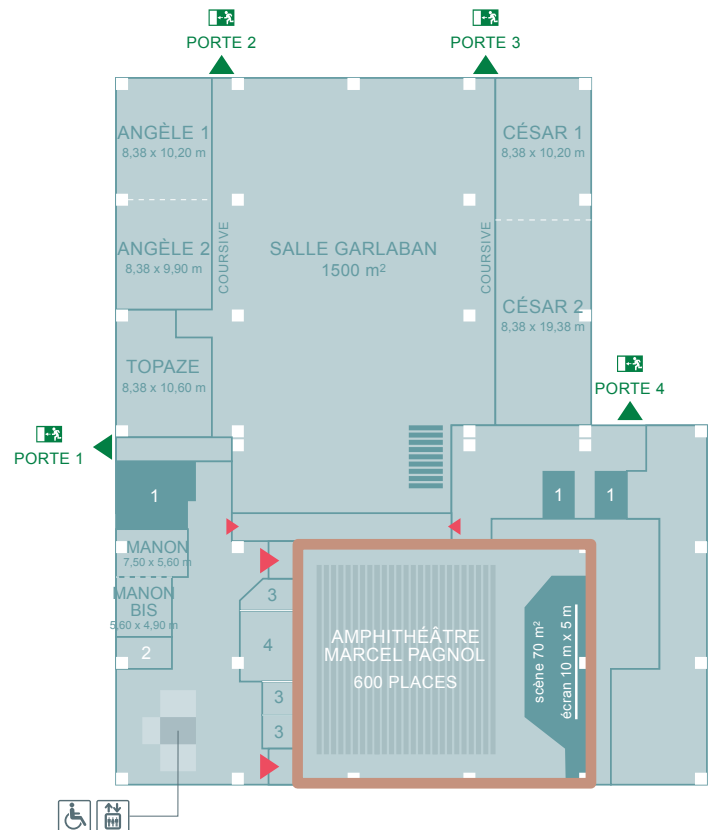 PORTE 2
PORTE 3
ANGÈLE 1
8,38 x 10,20 m
CÉSAR 1
8,38 x 10,20 m
ANGÈLE 2
8,38 x 9,90 m
COURSIVE
SALLE GARLABAN
1500 m²
COURSIVE
CÉSAR 2
8,38 x 19,38 m
TOPAZE
8,38 x 10,60 m
PORTE 4
PORTE 1
1
1
1
MANON
7,50 x 5,60 m
MANON
BIS
5,60 x 4,90 m
2
3
4
3
3
AMPHITHÉÂTRE
MARCEL PAGNOL
600 PLACES
scène 70 m²
écran 10 m x 5 m